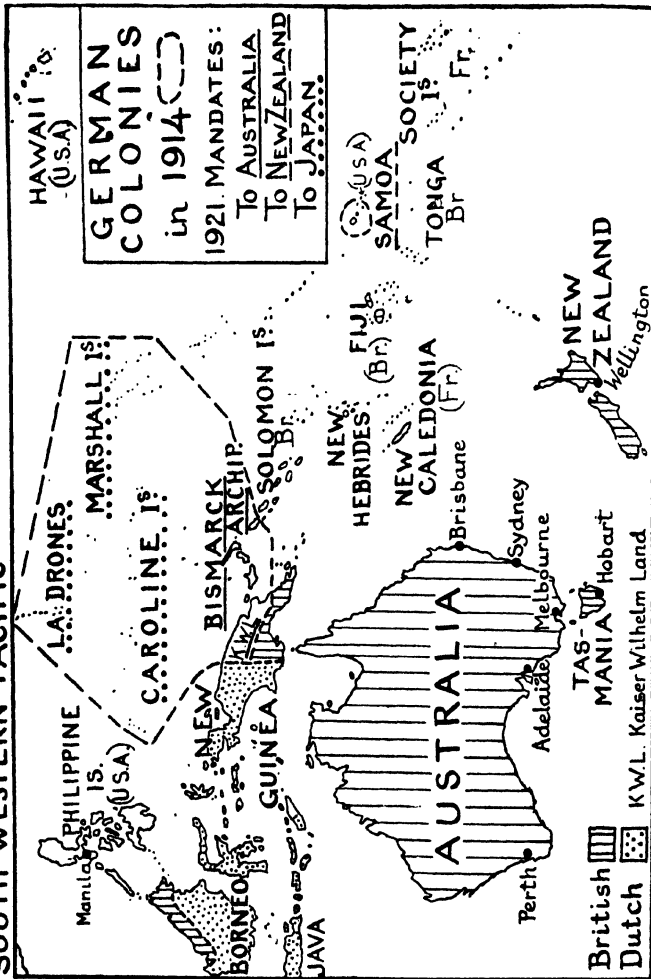 SOUTH WESTERN PACIFIC
HAWAII
(U.S.A)
GERMAN
COLONIES
in 1914
1921. MANDATES:
To AUSTRALIA
To NEW ZEALAND
To JAPAN
PHILIPPINE
IS.
(U.S.A)
Manila
LA DRONES
MARSHALL Is
CAROLINE Is
BISMARCK
ARCHIP.
SOLOMON Is
Br.
NEW
GUINEA
K.W.L.
BORNEO
JAVA
NEW
HEBRIDES
FIJI
(Br.)
NEW
CALEDONIA
(Fr.)
(USA)
SAMOA
TONGA
Br
SOCIETY
Is
Fr.
AUSTRALIA
Brisbane
Sydney
Melbourne
Adelaide
Perth
TAS-
MANIA
Hobart
NEW
ZEALAND
Wellington
British
Dutch
K.W.L. Kaiser Wilhelm Land